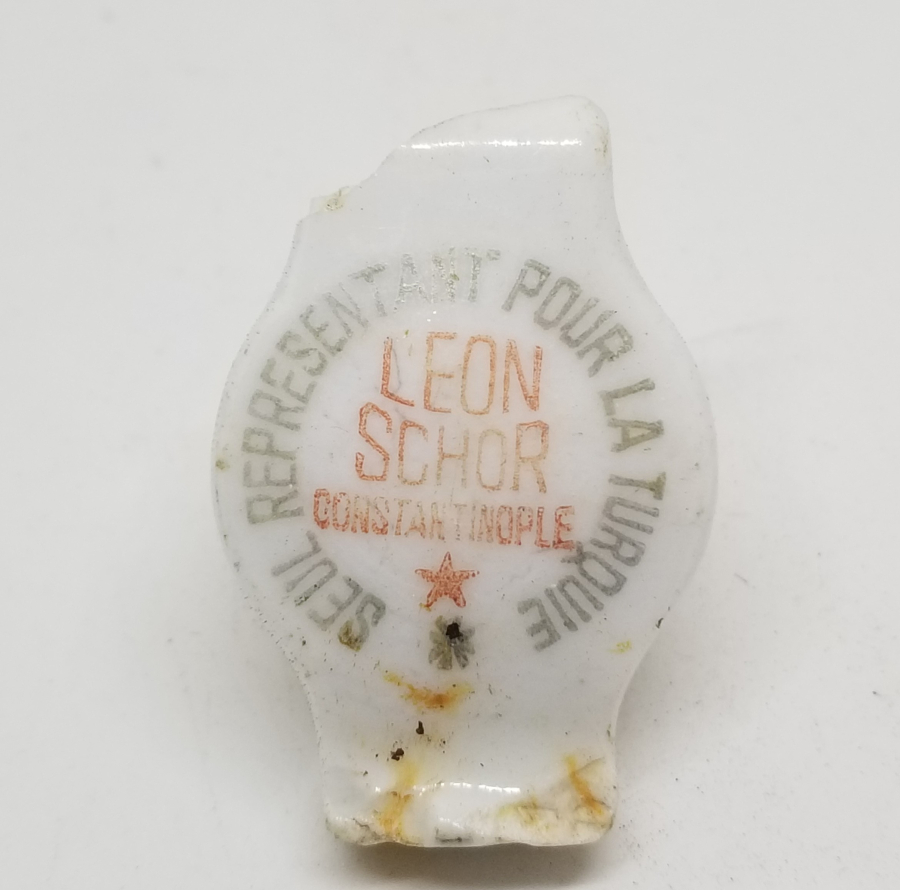 SEUL REPRESENTANT POUR LA TURQUIE
LEON
SCHOR
CONSTANTINOPLE